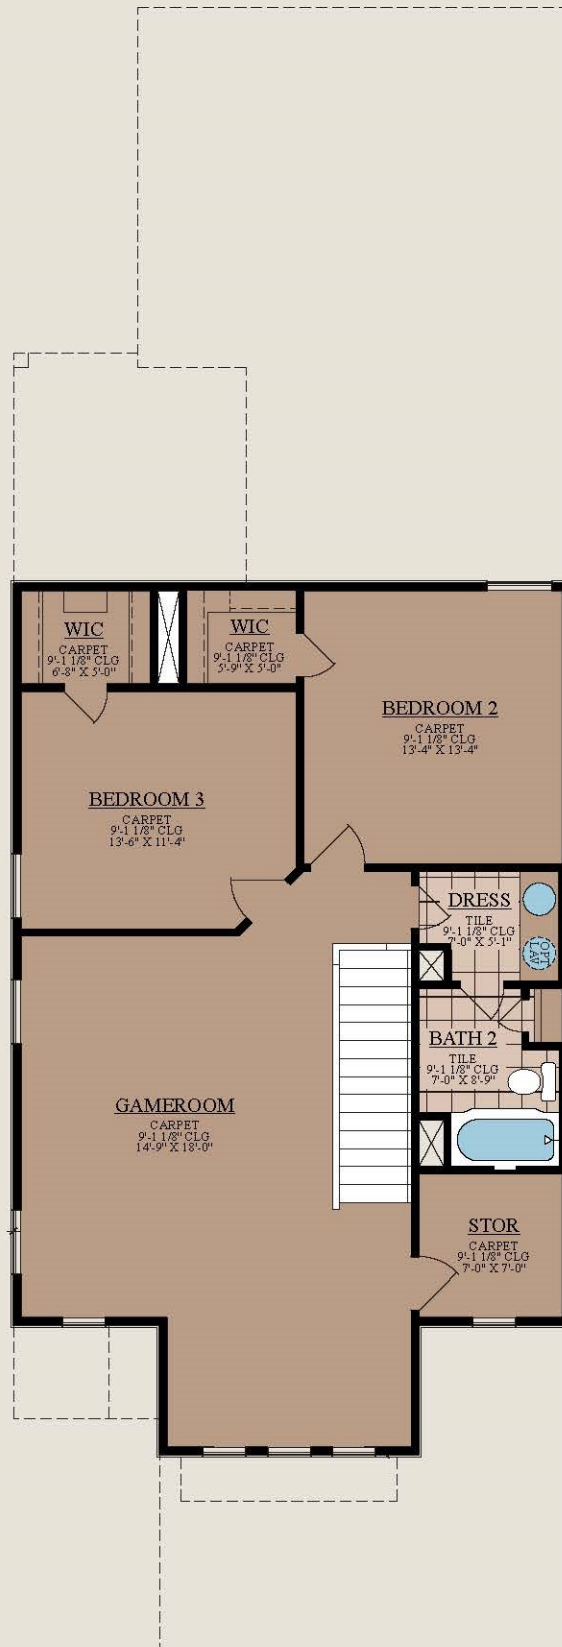 WIC
CARPET
9'-1 1/8" CLG
6'-8" X 5'-0"
WIC
CARPET
9'-1 1/8" CLG
5'-9" X 5'-0"
BEDROOM 2
CARPET
9'-1 1/8" CLG
13'-4" X 13'-4"
BEDROOM 3
CARPET
9'-1 1/8" CLG
13'-6" X 11'-4"
DRESS
TILE
9'-1 1/8" CLG
7'-0" X 5'-1"
OPT
LAV
BATH 2
TILE
9'-1 1/8" CLG
7'-0" X 8'-9"
GAMEROOM
CARPET
9'-1 1/8" CLG
14'-9" X 18'-0"
STOR
CARPET
9'-1 1/8" CLG
7'-0" X 7'-0"